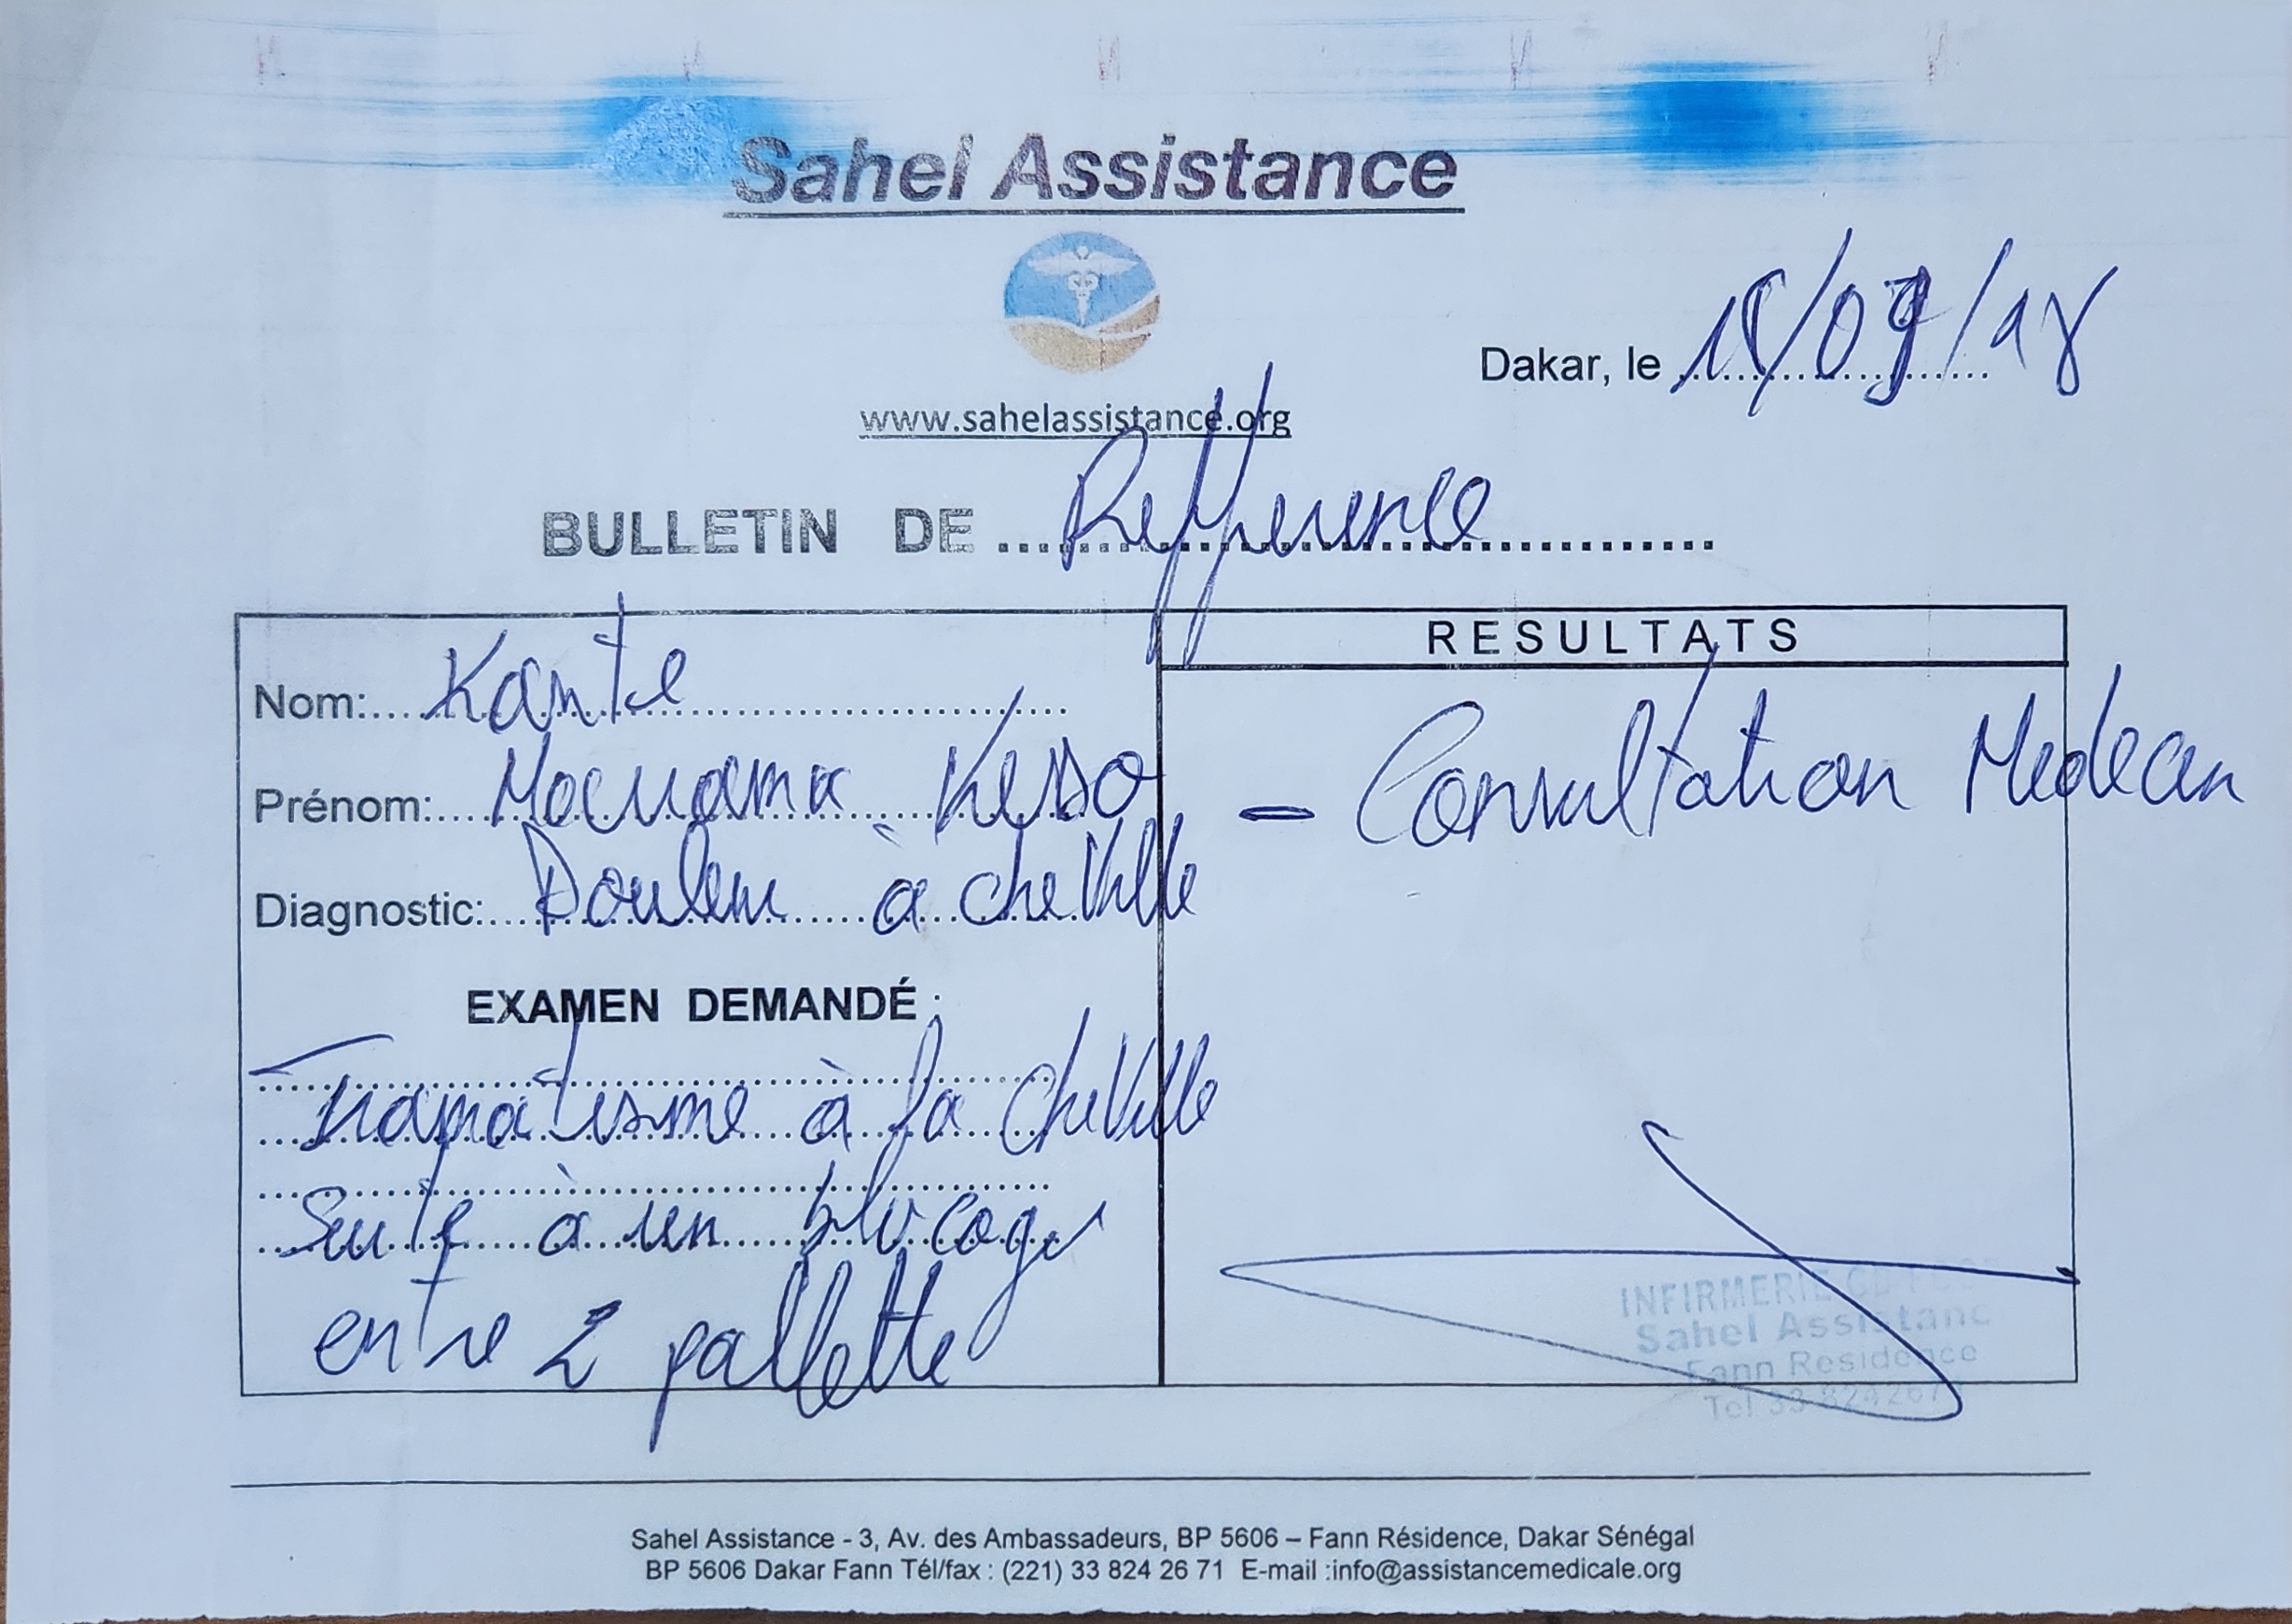 Sahel Assistance
www.sahelassistance.org
Dakar, le 18/09/18
BULLETIN DE Refference
Nom: Kante
Prénom: Keso
Diagnostic: Douleur à cheville
EXAMEN DEMANDÉ :
Tramatisme à la cheville
Suite à un blocage
entre 2 pallette
RESULTATS
- Consultation Medecin
INFIRMERIE
Sahel Assistanc
Fann Residence
Tel 33 824267
Sahel Assistance - 3, Av. des Ambassadeurs, BP 5606 – Fann Résidence, Dakar Sénégal
BP 5606 Dakar Fann Tél/fax : (221) 33 824 26 71 E-mail :info@assistancemedicale.org